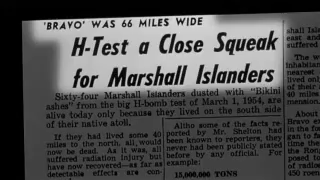 'BRAVO' WAS 66 MILES WIDE
H-Test a Close Squeak
for Marshall Islanders
Sixty-four Marshall Islanders dusted with "Bikini
ashes" from the big H-bomb test of March 1, 1954, are
alive today only because they lived on the south side
of their native atoll.
If they had lived some 40
miles to the north, all would
now be dead. As it was, all
suffered radiation injury but
have now recovered—as far as
detectable effects are con-
Altho some of the facts re-
ported by Mr. Shelton had
been known to reporters, they
never had been publicly stated
before by any official. For
example:
15,000,000 TONS